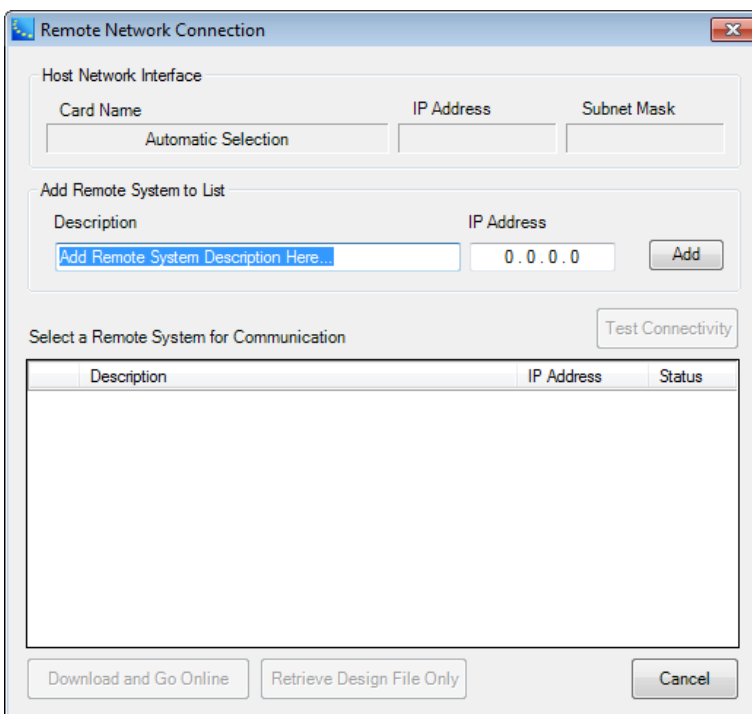 Remote Network Connection
Host Network Interface
Card Name IP Address Subnet Mask
Automatic Selection
Add Remote System to List
Description IP Address
Add Remote System Description Here... 0 . 0 . 0 . 0 Add
Test Connectivity
Select a Remote System for Communication
Description IP Address Status
Download and Go Online Retrieve Design File Only Cancel